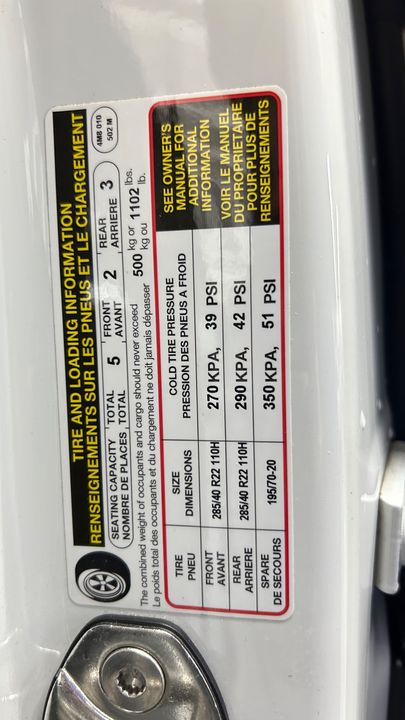 TIRE AND LOADING INFORMATION
RENSEIGNEMENTS SUR LES PNEUS ET LE CHARGEMENT
4M8 010
502 M
SEATING CAPACITY TOTAL 5 FRONT 2 REAR 3
NOMBRE DE PLACES TOTAL AVANT ARRIERE
The combined weight of occupants and cargo should never exceed 500 kg or 1102 lbs.
Le poids total des occupants et du chargement ne doit jamais dépasser kg ou lb.
TIRE SIZE COLD TIRE PRESSURE
PNEU DIMENSIONS PRESSION DES PNEUS A FROID
FRONT 285/40 R22 110H 270 KPA, 39 PSI
AVANT
REAR 285/40 R22 110H 290 KPA, 42 PSI
ARRIERE
SPARE 195/70-20 350 KPA, 51 PSI
DE SECOURS
SEE OWNER'S
MANUAL FOR
ADDITIONAL
INFORMATION
VOIR LE MANUEL
DU PROPRIETAIRE
POUR PLUS DE
RENSEIGNEMENTS